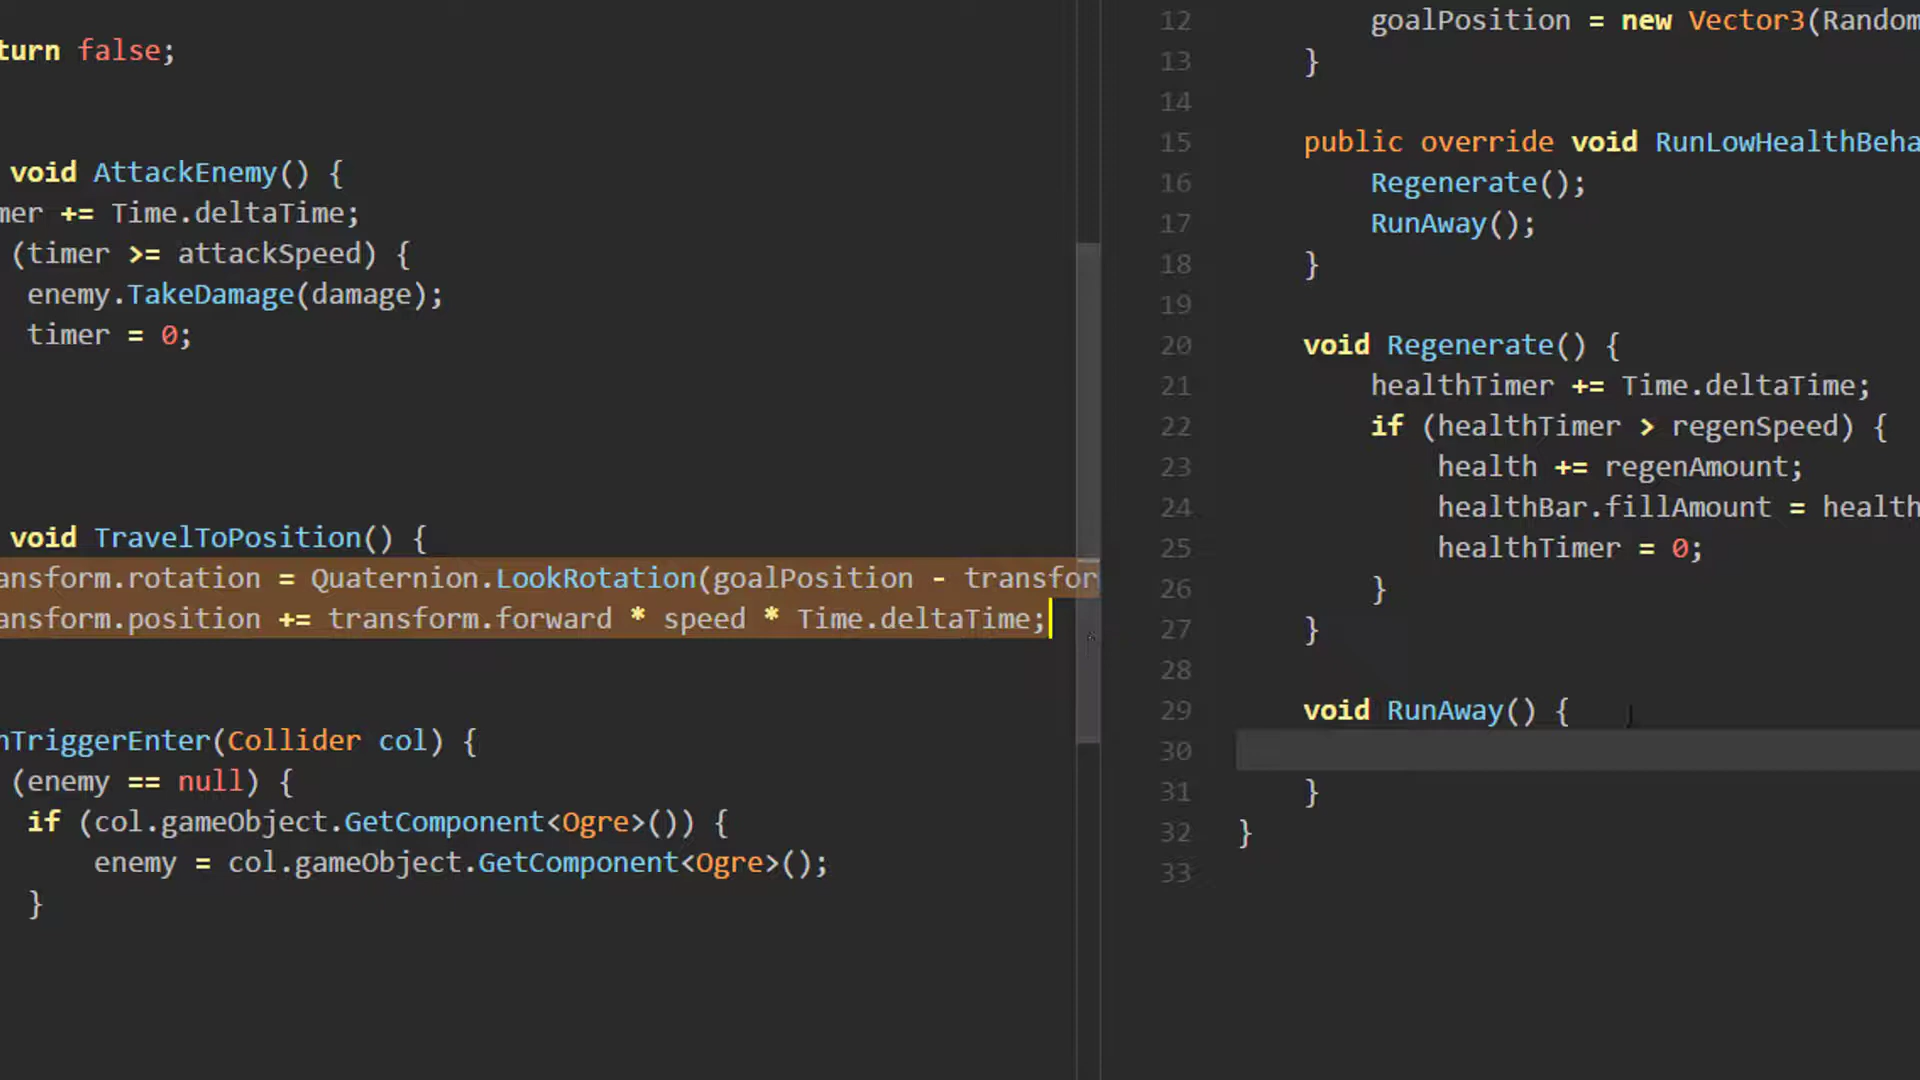 turn false;
void AttackEnemy() {
mer += Time.deltaTime;
(timer >= attackSpeed) {
enemy.TakeDamage(damage);
timer = 0;
void TravelToPosition() {
ansform.rotation = Quaternion.LookRotation(goalPosition - transfor
ansform.position += transform.forward * speed * Time.deltaTime;
nTriggerEnter(Collider col) {
(enemy == null) {
if (col.gameObject.GetComponent<Ogre>()) {
enemy = col.gameObject.GetComponent<Ogre>();
}
12 goalPosition = new Vector3(Random
13 }
14
15 public override void RunLowHealthBeha
16 Regenerate();
17 RunAway();
18 }
19
20 void Regenerate() {
21 healthTimer += Time.deltaTime;
22 if (healthTimer > regenSpeed) {
23 health += regenAmount;
24 healthBar.fillAmount = health
25 healthTimer = 0;
26 }
27 }
28
29 void RunAway() {
30
31 }
32 }
33